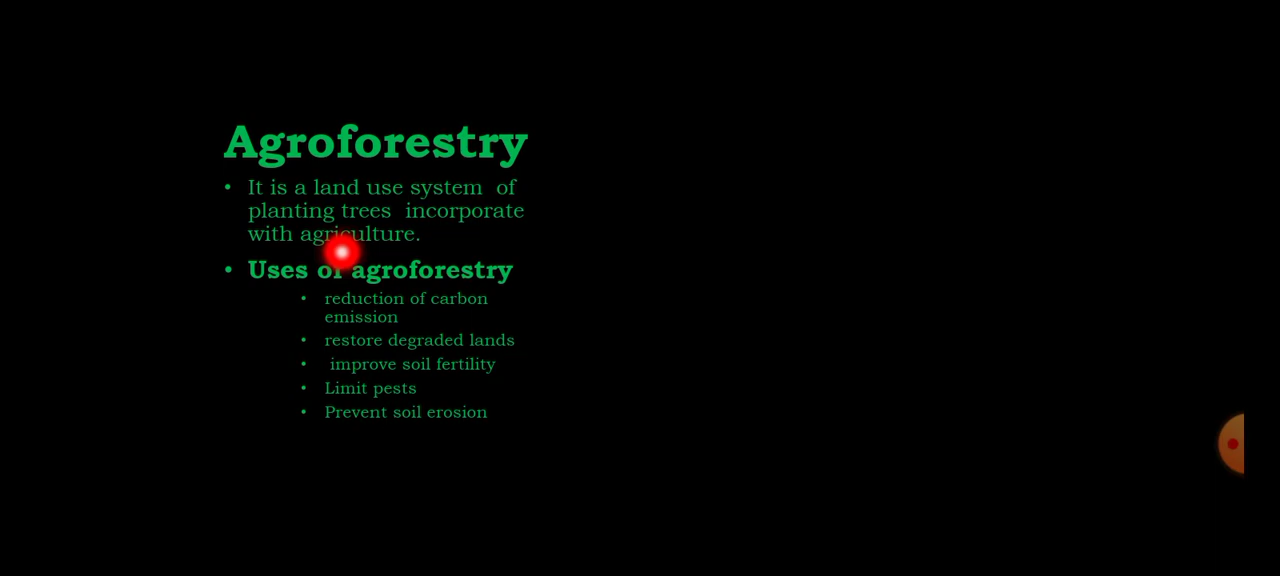 Agroforestry
• It is a land use system of
planting trees incorporate
with agriculture.
• Uses of agroforestry
• reduction of carbon
emission
• restore degraded lands
• improve soil fertility
• Limit pests
• Prevent soil erosion